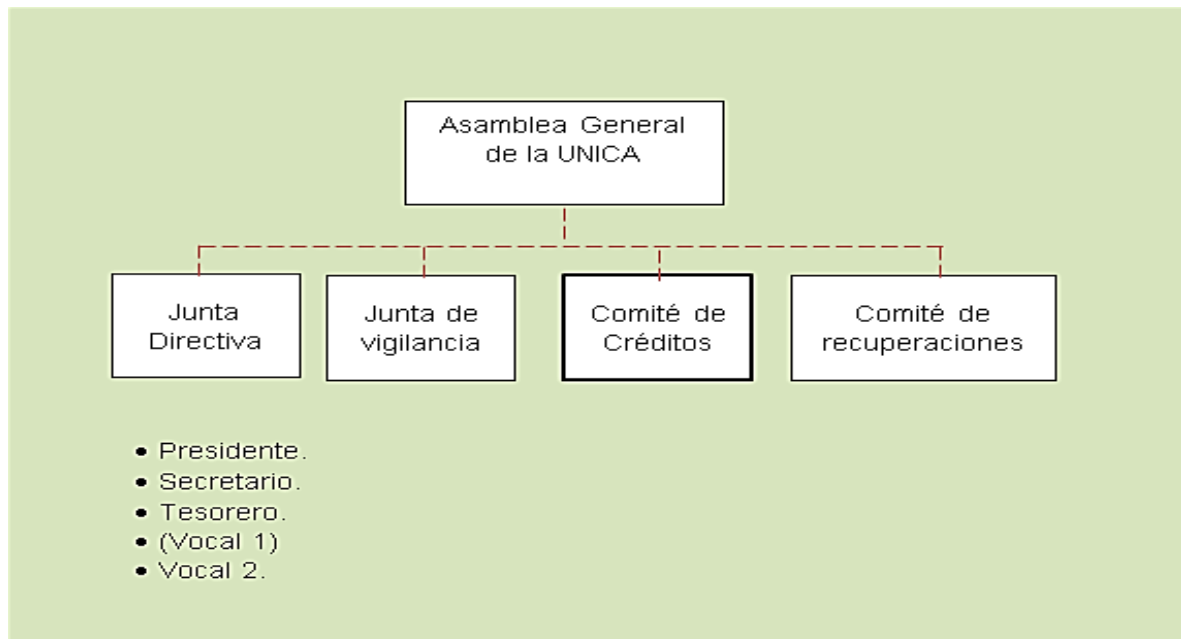 Asamblea General
de la UNICA
Junta
Directiva
Junta de
vigilancia
Comité de
Créditos
Comité de
recuperaciones
• Presidente.
• Secretario.
• Tesorero.
• (Vocal 1)
• Vocal 2.